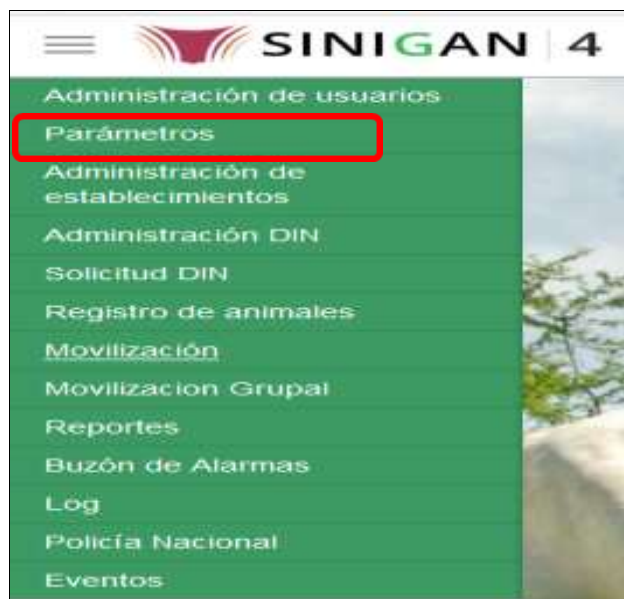 SINIGAN 4
Administración de usuarios
Parámetros
Administración de
establecimientos
Administración DIN
Solicitud DIN
Registro de animales
Movilización
Movilizacion Grupal
Reportes
Buzón de Alarmas
Log
Policía Nacional
Eventos